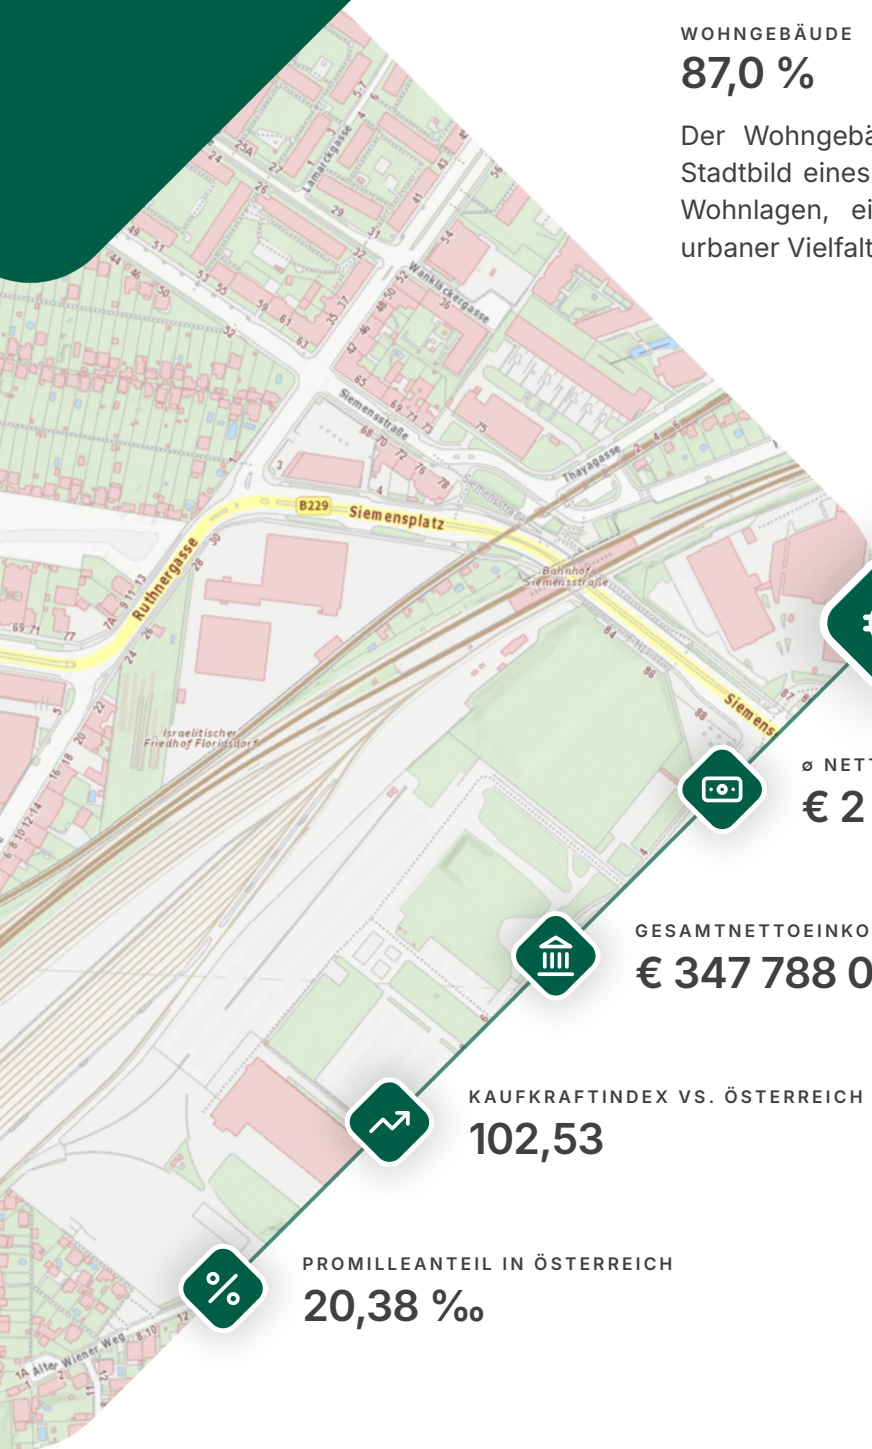 WOHNGEBÄUDE
87,0 %
Der Wohngebä
Stadtbild eines
Wohnlagen, ei
urbaner Vielfalt
Lamarckgasse
Wanklackergasse
Siemensstraße
Thayagasse
B229 Siemensplatz
Ruthnergasse
Bahnhof
Siemensstraße
Israelitischer
Friedhof Floridsdorf
Siemens
Ø NETT
€ 2
GESAMTNETTOEINKO
€ 347 788 0
KAUFKRAFTINDEX VS. ÖSTERREICH
102,53
PROMILLEANTEIL IN ÖSTERREICH
20,38 ‰
Alter Wiener Weg